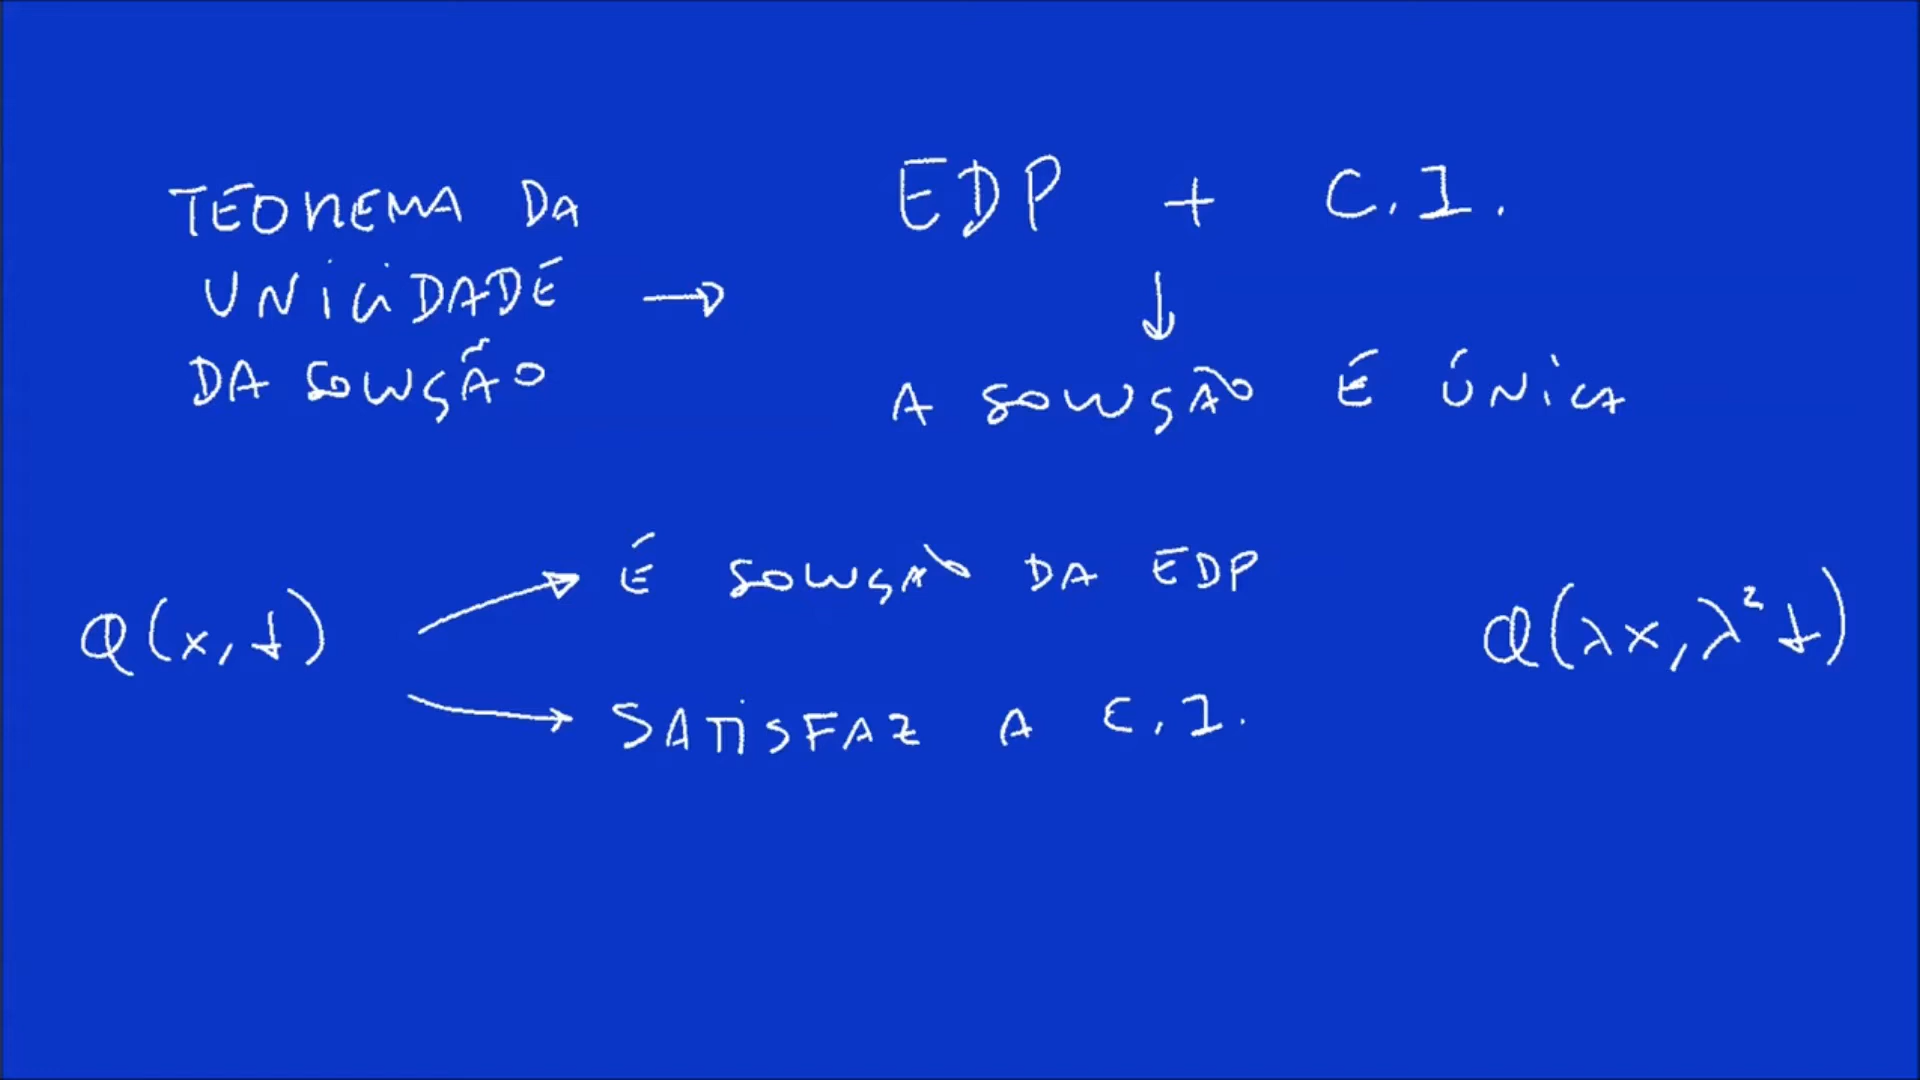 TEOREMA DA
UNICIDADE →
DA SOLUÇÃO
EDP + C.I.
↓
A SOLUÇÃO É ÚNICA
Q(x,t)
É SOLUÇÃO DA EDP
SATISFAZ A C.I.
Q(λx, λ²t)